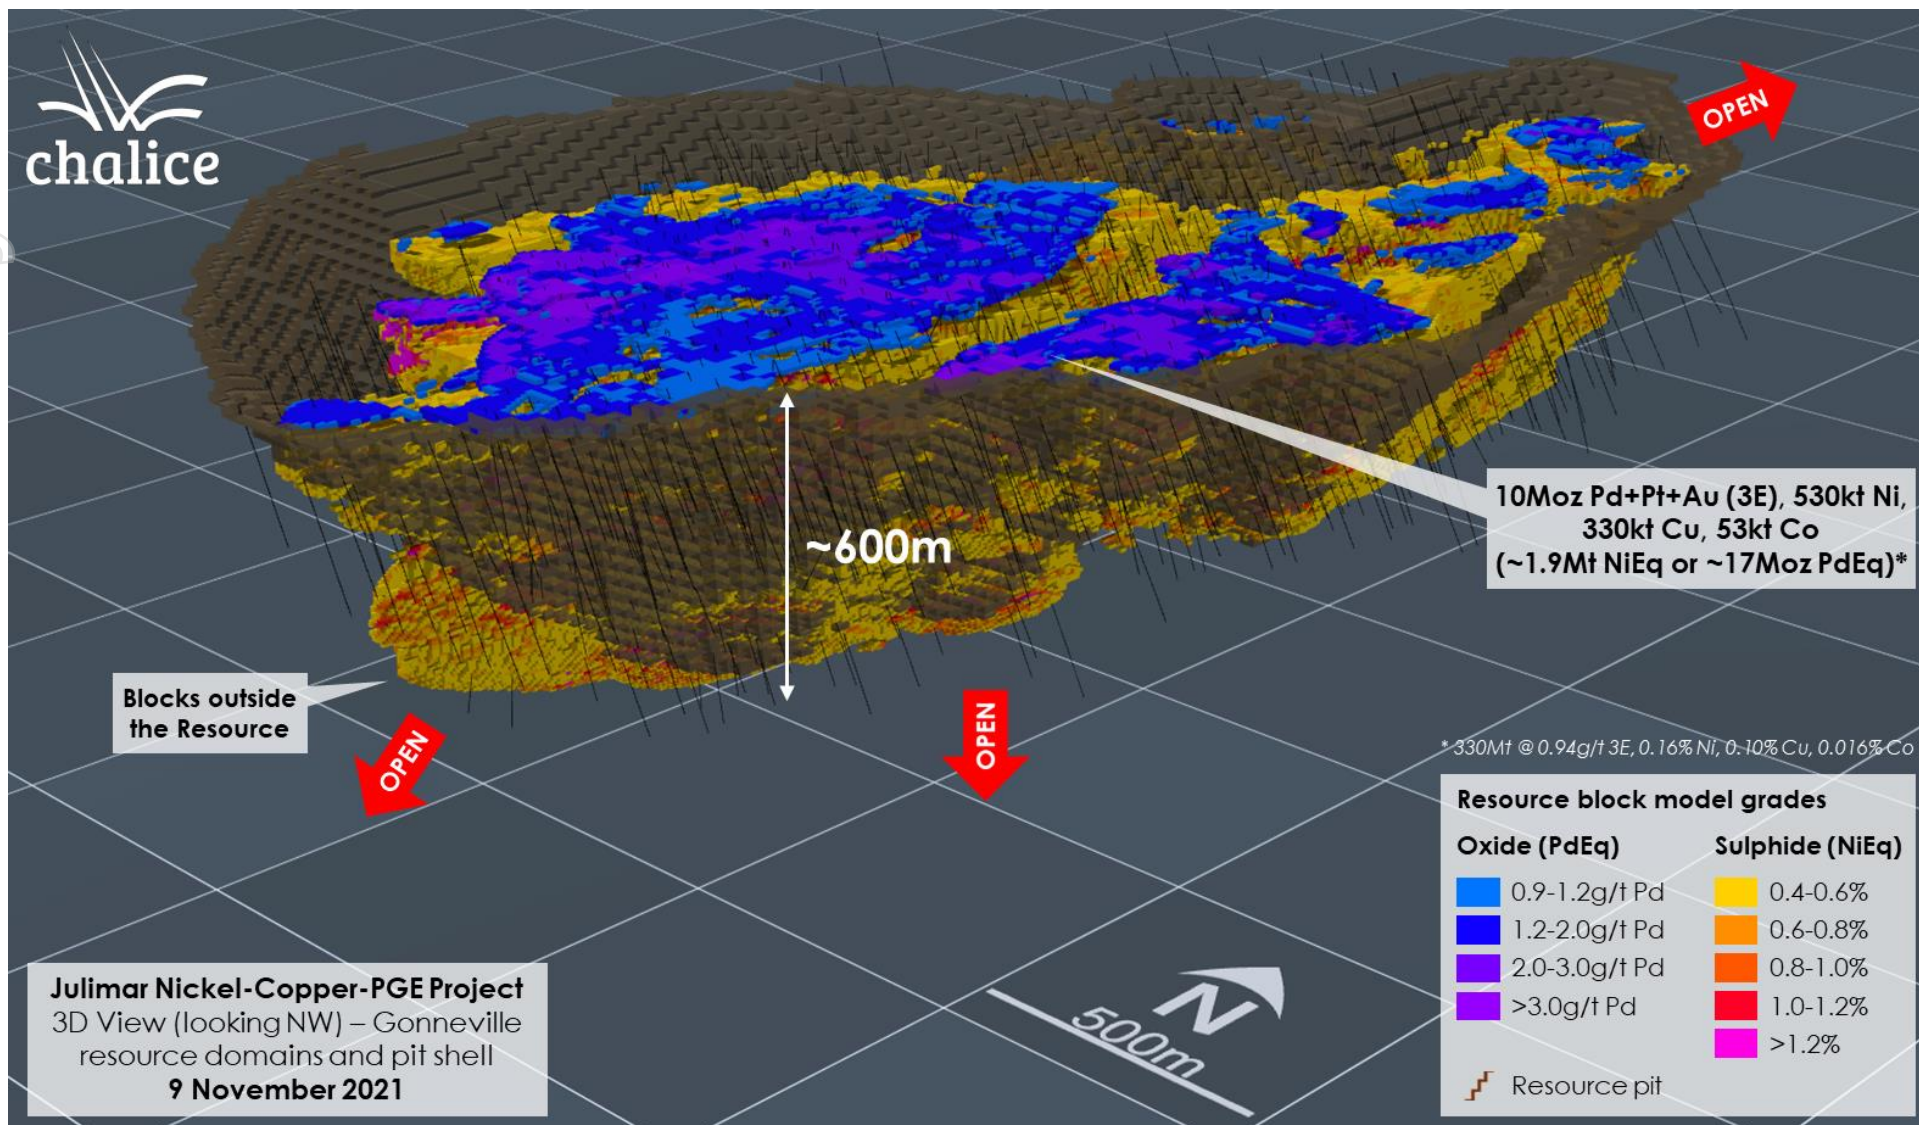 chalice
OPEN
~600m
10Moz Pd+Pt+Au (3E), 530kt Ni,
330kt Cu, 53kt Co
(~1.9Mt NiEq or ~17Moz PdEq)*
Blocks outside
the Resource
OPEN
OPEN
* 330Mt @ 0.94g/t 3E, 0.16% Ni, 0.10% Cu, 0.016% Co
Resource block model grades
Oxide (PdEq)
0.9-1.2g/t Pd
1.2-2.0g/t Pd
2.0-3.0g/t Pd
>3.0g/t Pd
Sulphide (NiEq)
0.4-0.6%
0.6-0.8%
0.8-1.0%
1.0-1.2%
>1.2%
Resource pit
N
500m
Julimar Nickel-Copper-PGE Project
3D View (looking NW) – Gonneville
resource domains and pit shell
9 November 2021